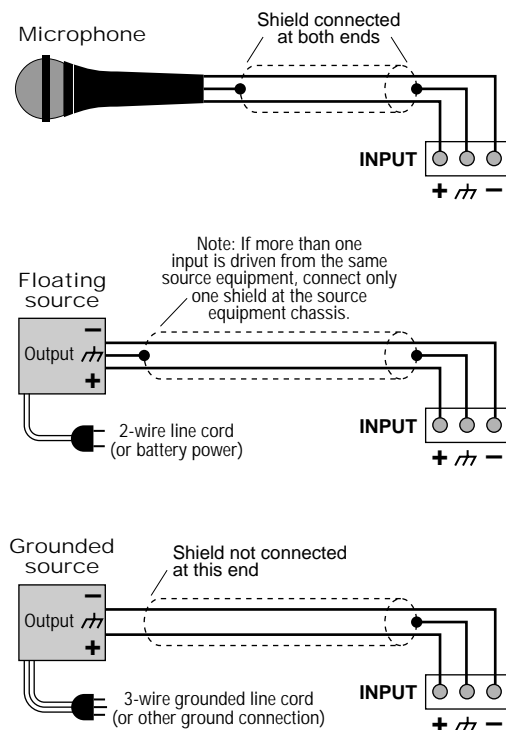 Microphone
Shield connected
at both ends
INPUT
+ −
Note: If more than one
input is driven from the same
source equipment, connect only
one shield at the source
equipment chassis.
Floating
source
−
Output
+
2-wire line cord
(or battery power)
INPUT
+ −
Grounded
source
Shield not connected
at this end
−
Output
+
3-wire grounded line cord
(or other ground connection)
INPUT
+ −